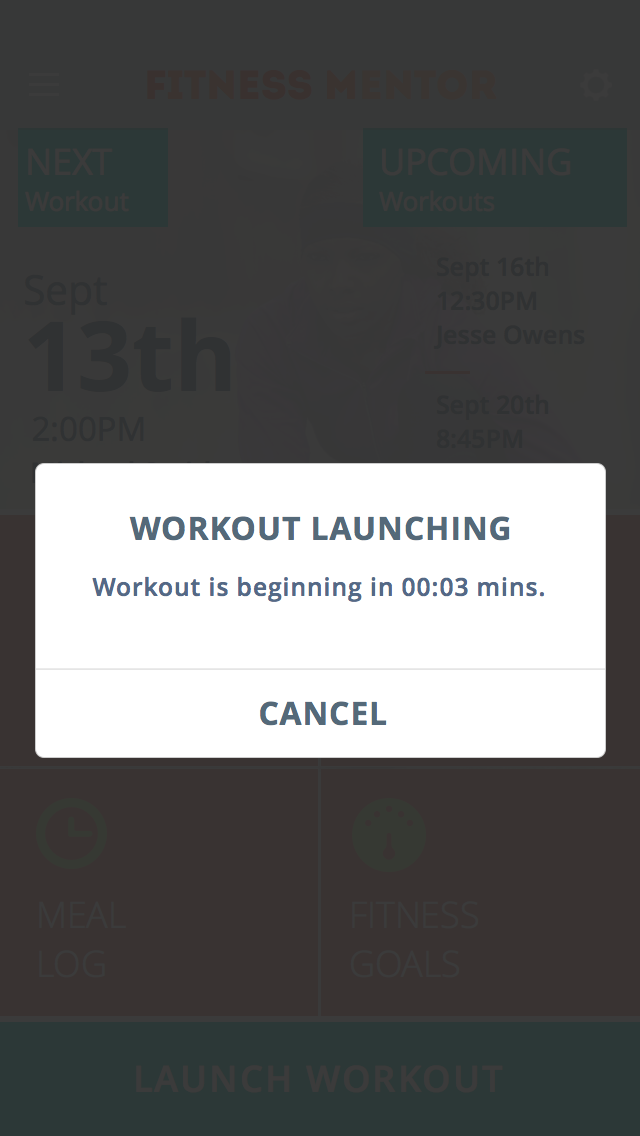 FITNESS MENTOR
NEXT
Workout
UPCOMING
Workouts
Sept
13th
2:00PM
Sept 16th
12:30PM
Jesse Owens
Sept 20th
8:45PM
WORKOUT LAUNCHING
Workout is beginning in 00:03 mins.
CANCEL
MEAL
LOG
FITNESS
GOALS
LAUNCH WORKOUT